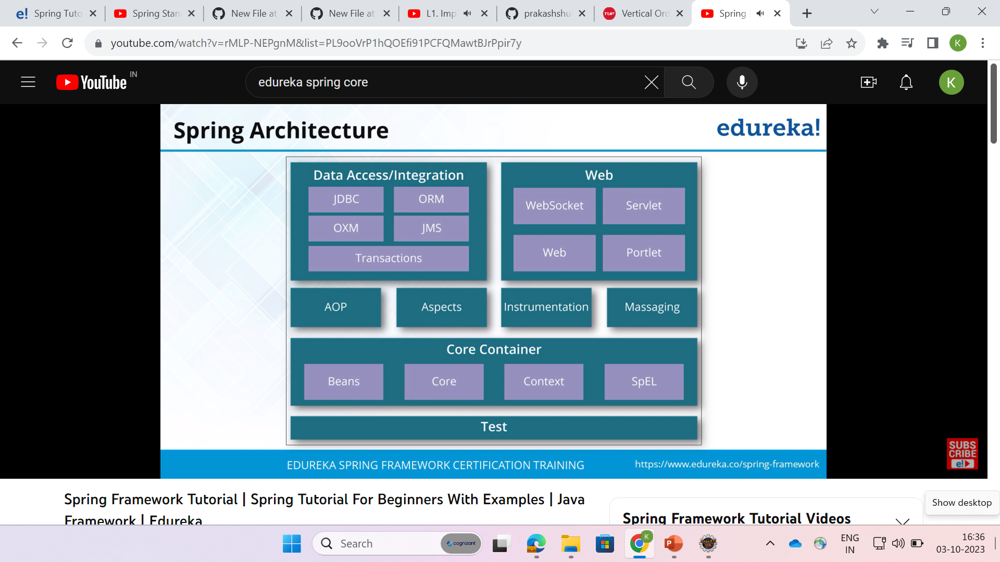 e! Spring Tuto
Spring Stan
New File at
New File at
L1. Imp
prakashshu
TUF Vertical Ord
Spring
youtube.com/watch?v=rMLP-NEPgnM&list=PL9ooVrP1hQOEfi91PCFQMawtBJrPpir7y
K
YouTube IN
edureka spring core
K
Spring Architecture
edureka!
Data Access/Integration
JDBC ORM
OXM JMS
Transactions
Web
WebSocket Servlet
Web Portlet
AOP Aspects Instrumentation Massaging
Core Container
Beans Core Context SpEL
Test
SUBS
CRIBE
e!
EDUREKA SPRING FRAMEWORK CERTIFICATION TRAINING
https://www.edureka.co/spring-framework
Spring Framework Tutorial | Spring Tutorial For Beginners With Examples | Java
Framework | Edureka
Spring Framework Tutorial Videos
Show desktop
Search
cognizant
K
P
Java EE
IDE
ENG
IN
16:36
03-10-2023